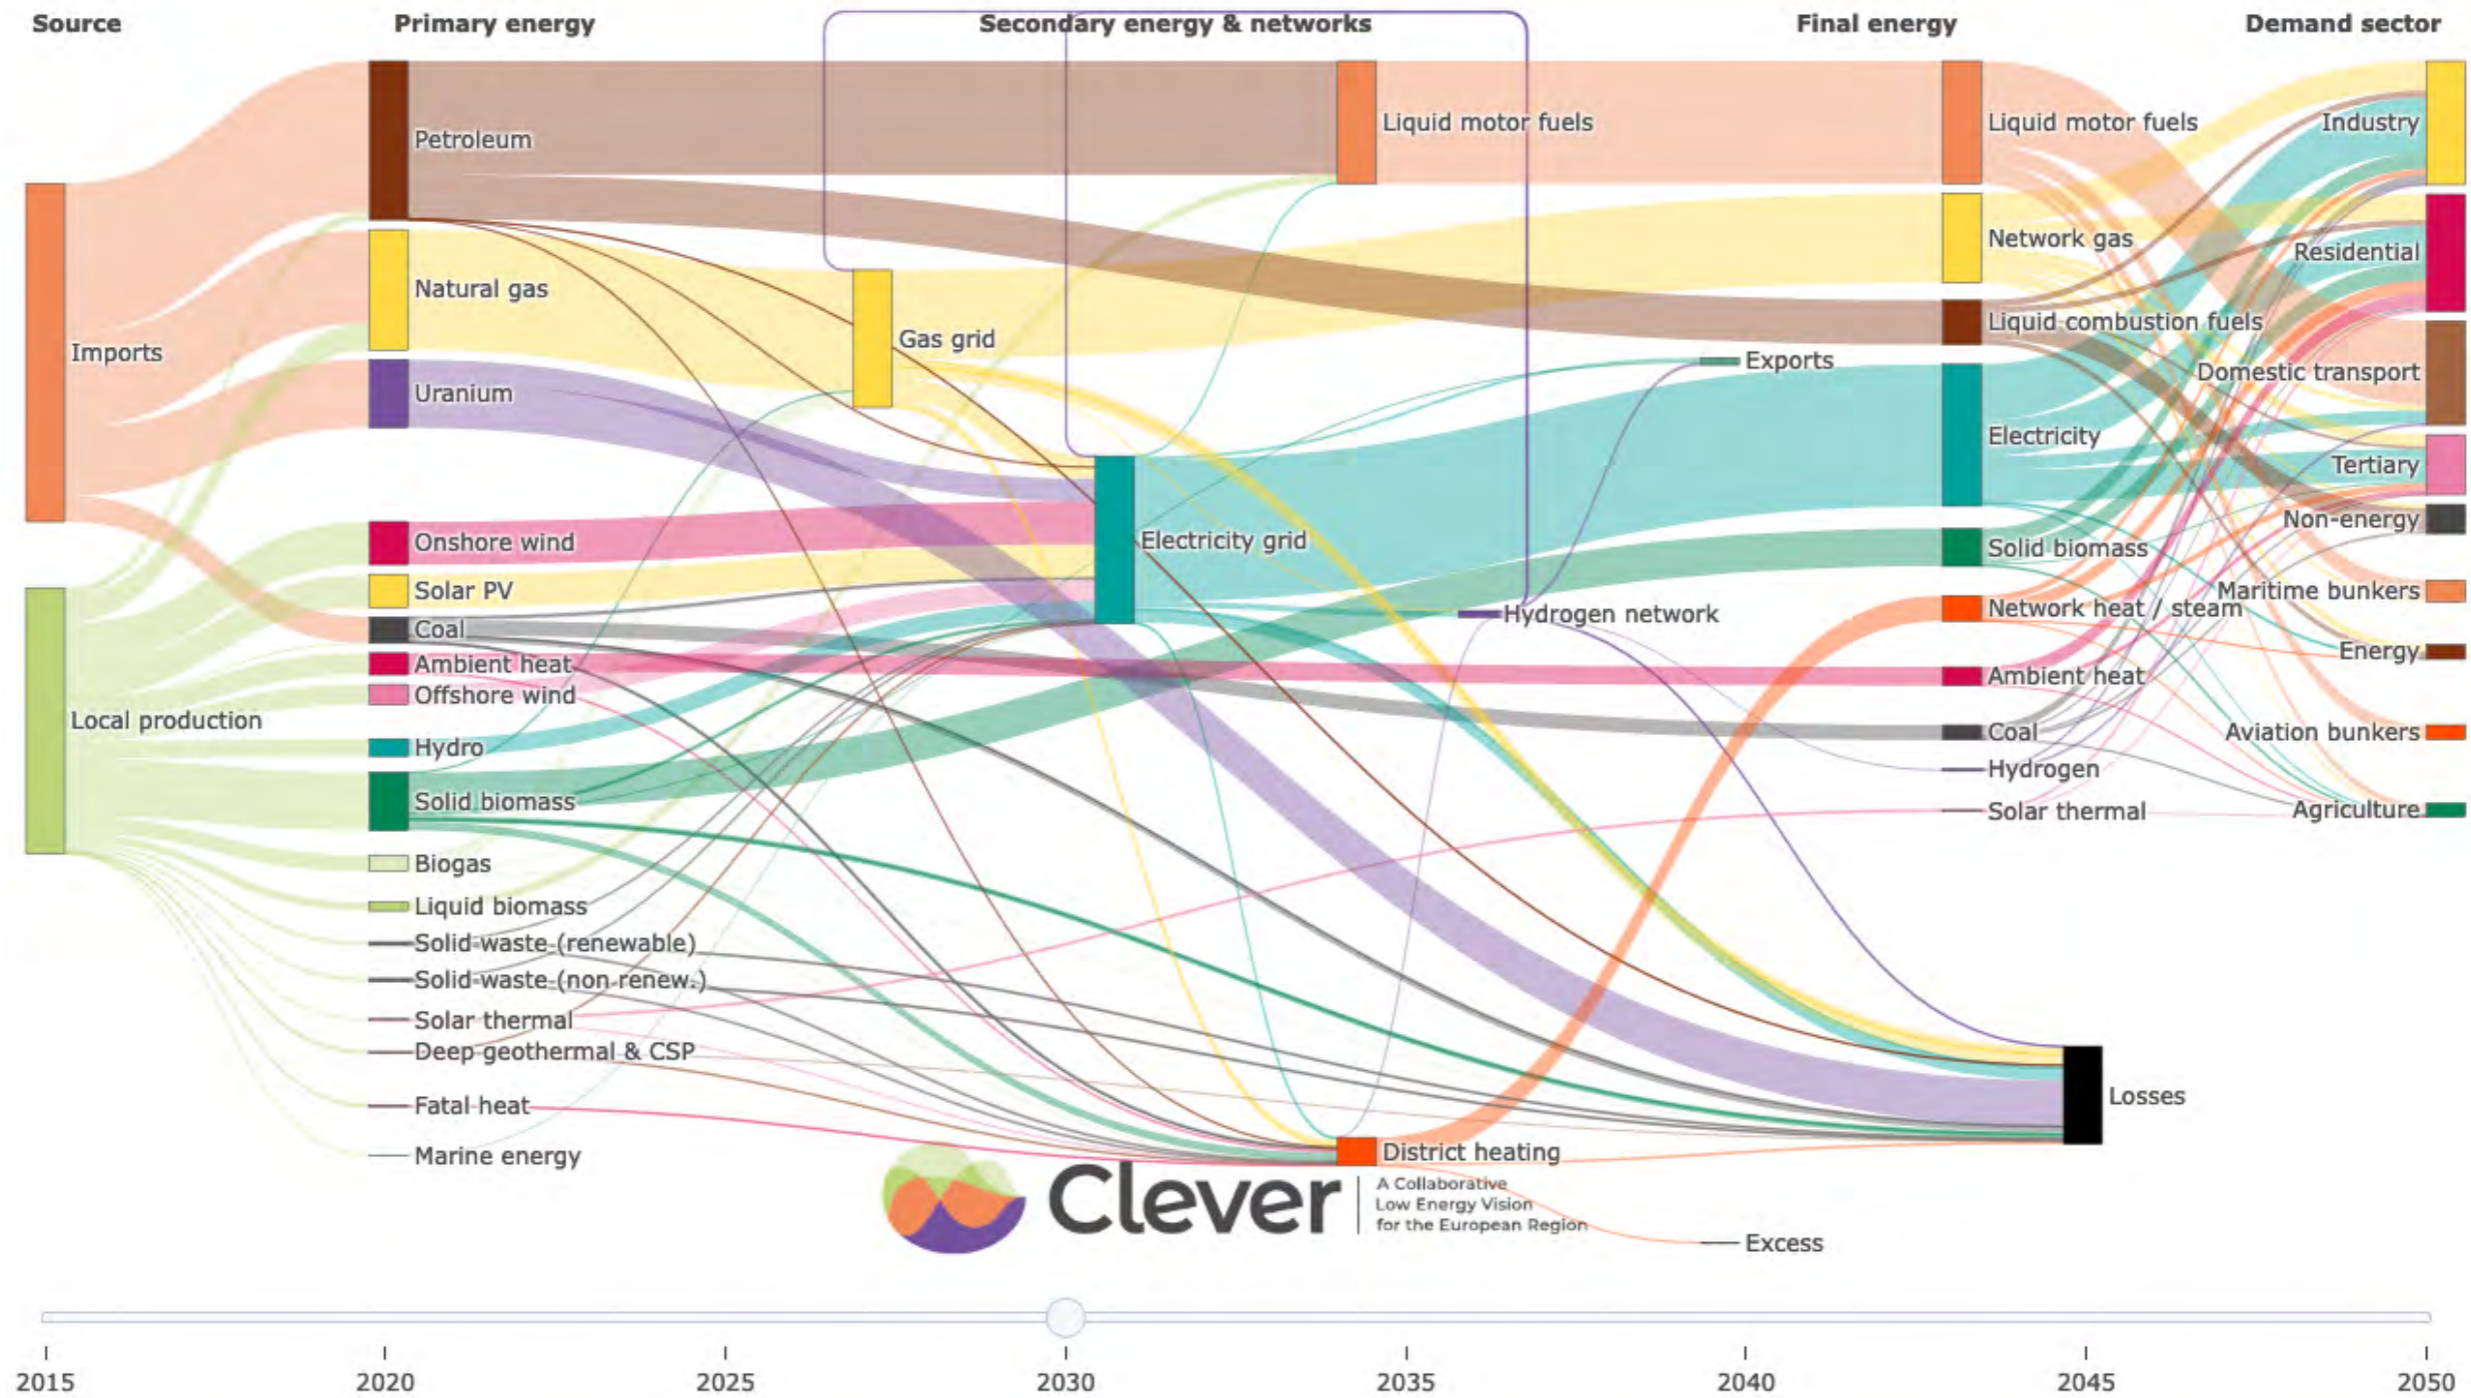 Source
Primary energy
Secondary energy & networks
Final energy
Demand sector
Imports
Local production
Petroleum
Natural gas
Uranium
Onshore wind
Solar PV
Coal
Ambient heat
Offshore wind
Hydro
Solid biomass
Biogas
Liquid biomass
Solid waste (renewable)
Solid waste (non-renew.)
Solar thermal
Deep geothermal & CSP
Fatal heat
Marine energy
Gas grid
Electricity grid
Liquid motor fuels
Hydrogen network
District heating
Exports
Excess
Liquid motor fuels
Network gas
Liquid combustion fuels
Electricity
Solid biomass
Network heat / steam
Ambient heat
Coal
Hydrogen
Solar thermal
Losses
Industry
Residential
Domestic transport
Tertiary
Non-energy
Maritime bunkers
Energy
Aviation bunkers
Agriculture
Clever
A Collaborative
Low Energy Vision
for the European Region
2015
2020
2025
2030
2035
2040
2045
2050